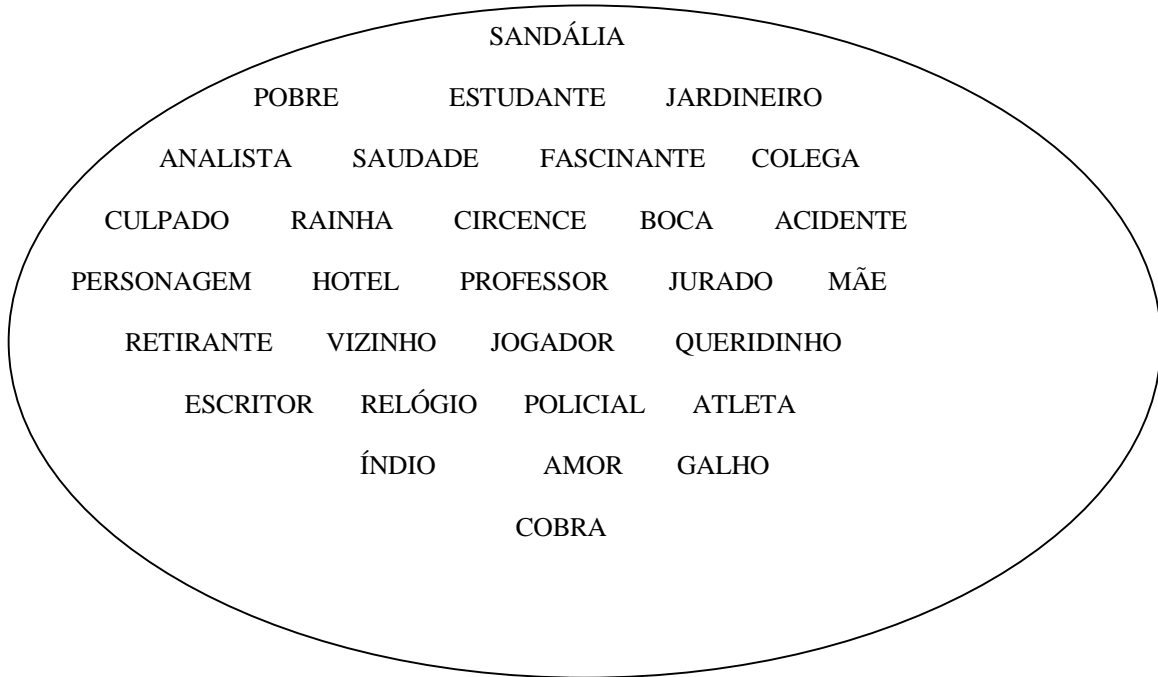 SANDÁLIA
POBRE ESTUDANTE JARDINEIRO
ANALISTA SAUDADE FASCINANTE COLEGA
CULPADO RAINHA CIRCENCE BOCA ACIDENTE
PERSONAGEM HOTEL PROFESSOR JURADO MÃE
RETIRANTE VIZINHO JOGADOR QUERIDINHO
ESCRITOR RELÓGIO POLICIAL ATLETA
ÍNDIO AMOR GALHO
COBRA